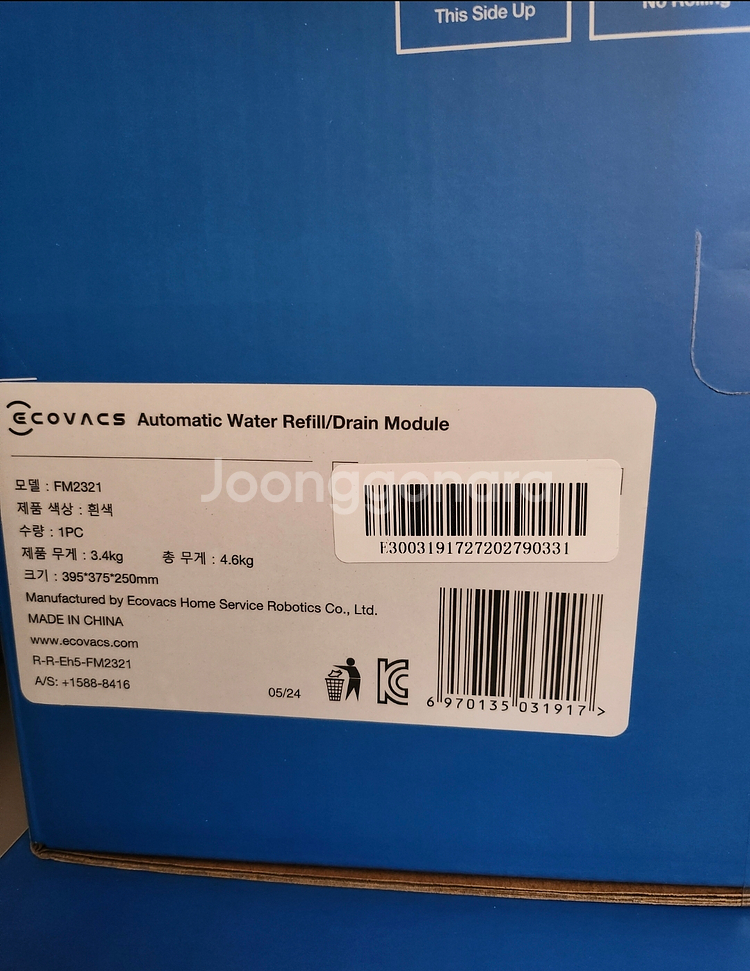 This Side Up
No Rolling
ECOVACS Automatic Water Refill/Drain Module
모델 : FM2321
제품 색상 : 흰색
수량 : 1PC
제품 무게 : 3.4kg 총 무게 : 4.6kg
크기 : 395*375*250mm
Manufactured by Ecovacs Home Service Robotics Co., Ltd.
MADE IN CHINA
www.ecovacs.com
R-R-Eh5-FM2321
A/S: +1588-8416
05/24
Joonggonara
E3003191727202790331
KC
6 970135 031917 >